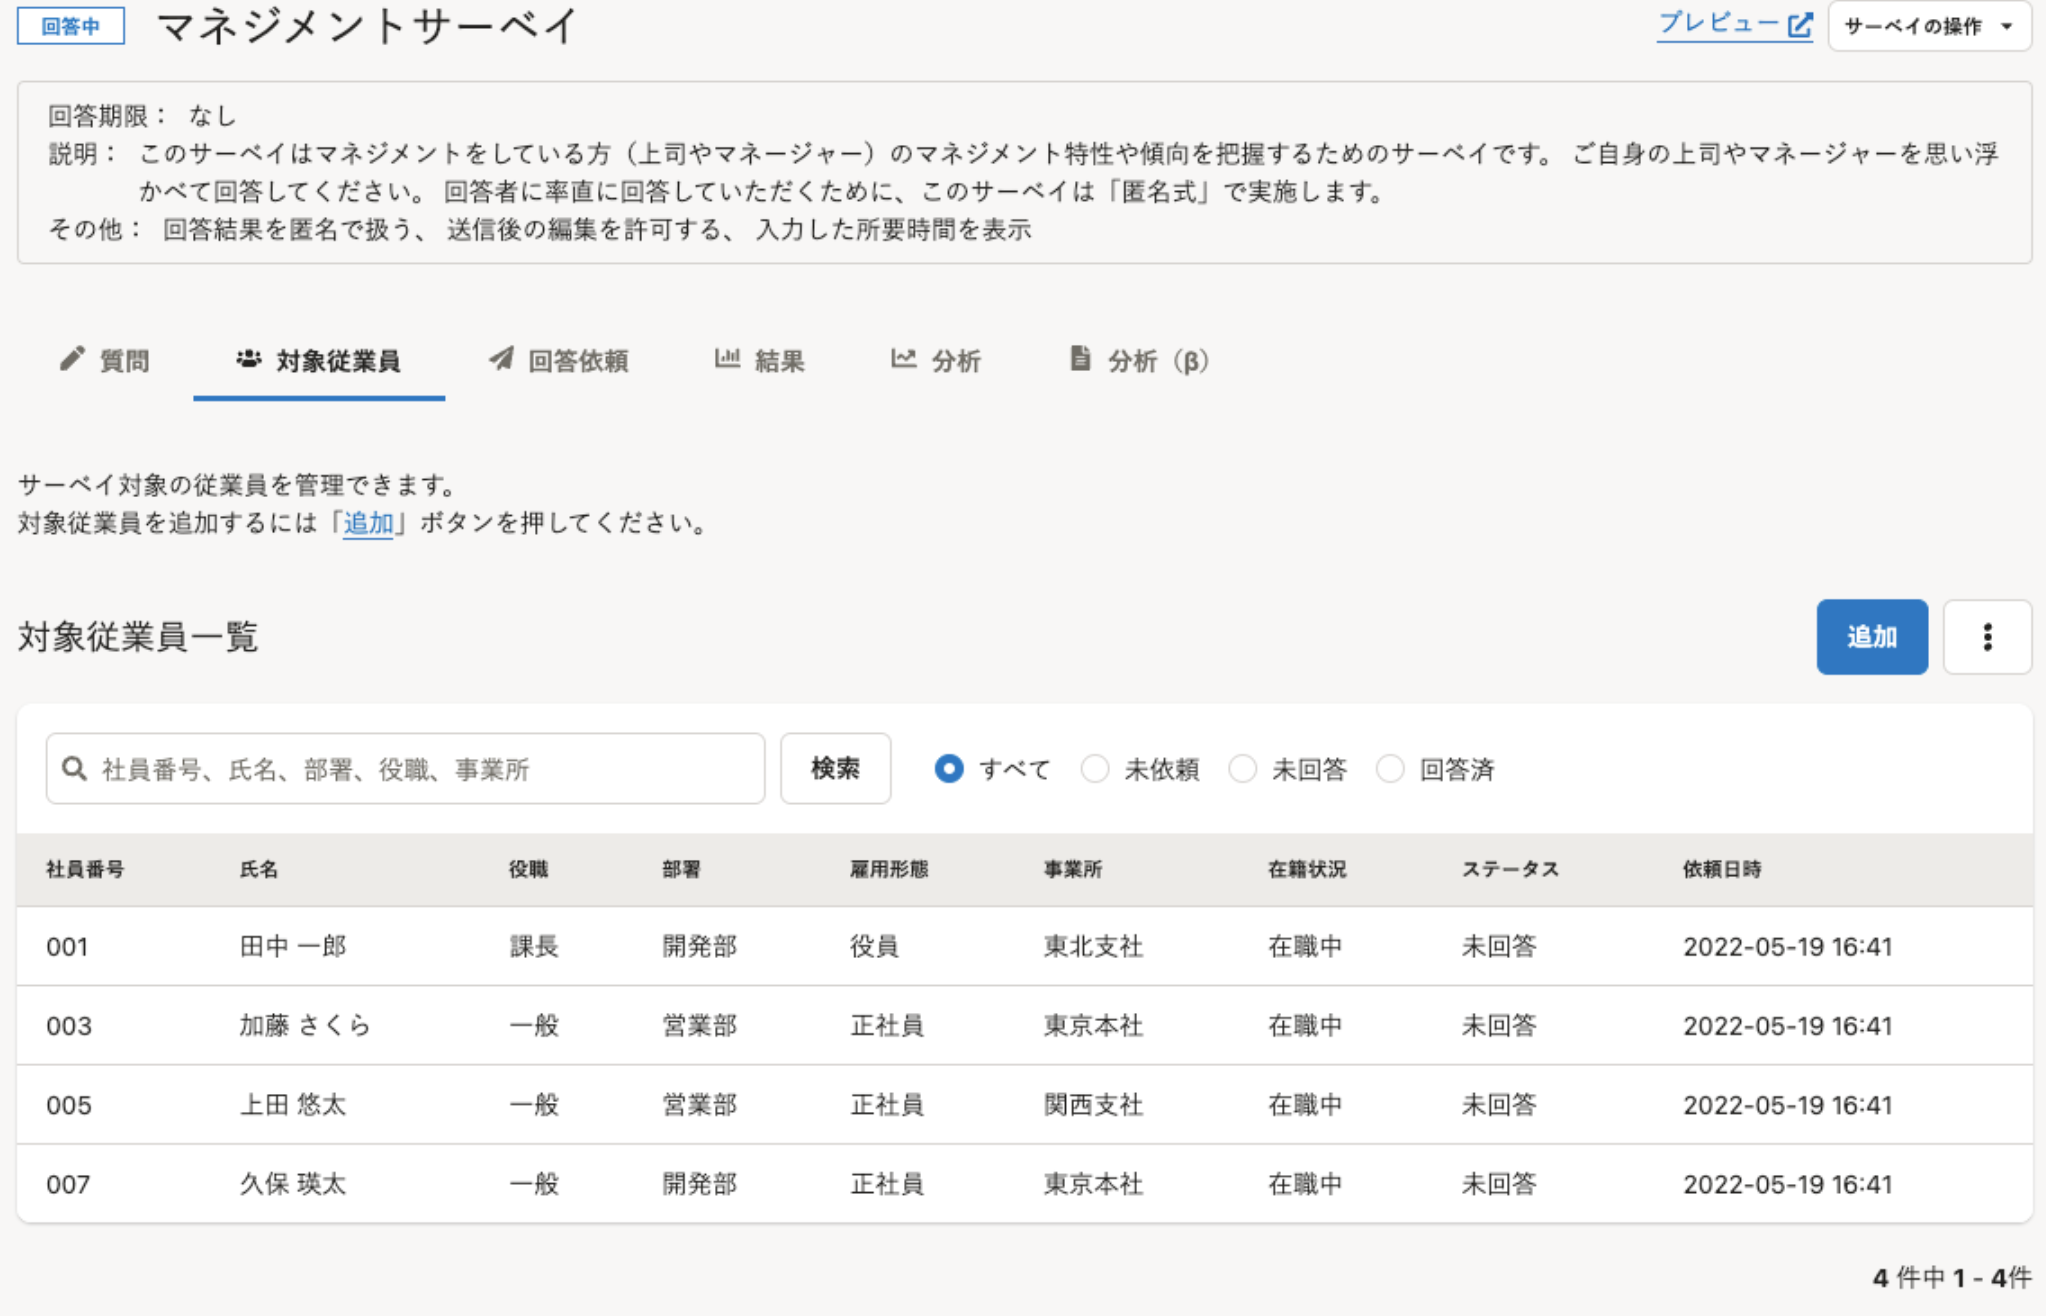 回答中 マネジメントサーベイ プレビュー サーベイの操作
回答期限： なし
説明： このサーベイはマネジメントをしている方（上司やマネージャー）のマネジメント特性や傾向を把握するためのサーベイです。 ご自身の上司やマネージャーを思い浮
かべて回答してください。 回答者に率直に回答していただくために、このサーベイは「匿名式」で実施します。
その他： 回答結果を匿名で扱う、 送信後の編集を許可する、 入力した所要時間を表示
質問 対象従業員 回答依頼 結果 分析 分析（β）
サーベイ対象の従業員を管理できます。
対象従業員を追加するには「追加」ボタンを押してください。
対象従業員一覧 追加
社員番号、氏名、部署、役職、事業所 検索 すべて 未依頼 未回答 回答済
社員番号 氏名 役職 部署 雇用形態 事業所 在籍状況 ステータス 依頼日時
001 田中 一郎 課長 開発部 役員 東北支社 在職中 未回答 2022-05-19 16:41
003 加藤 さくら 一般 営業部 正社員 東京本社 在職中 未回答 2022-05-19 16:41
005 上田 悠太 一般 営業部 正社員 関西支社 在職中 未回答 2022-05-19 16:41
007 久保 瑛太 一般 開発部 正社員 東京本社 在職中 未回答 2022-05-19 16:41
4 件中 1 - 4件